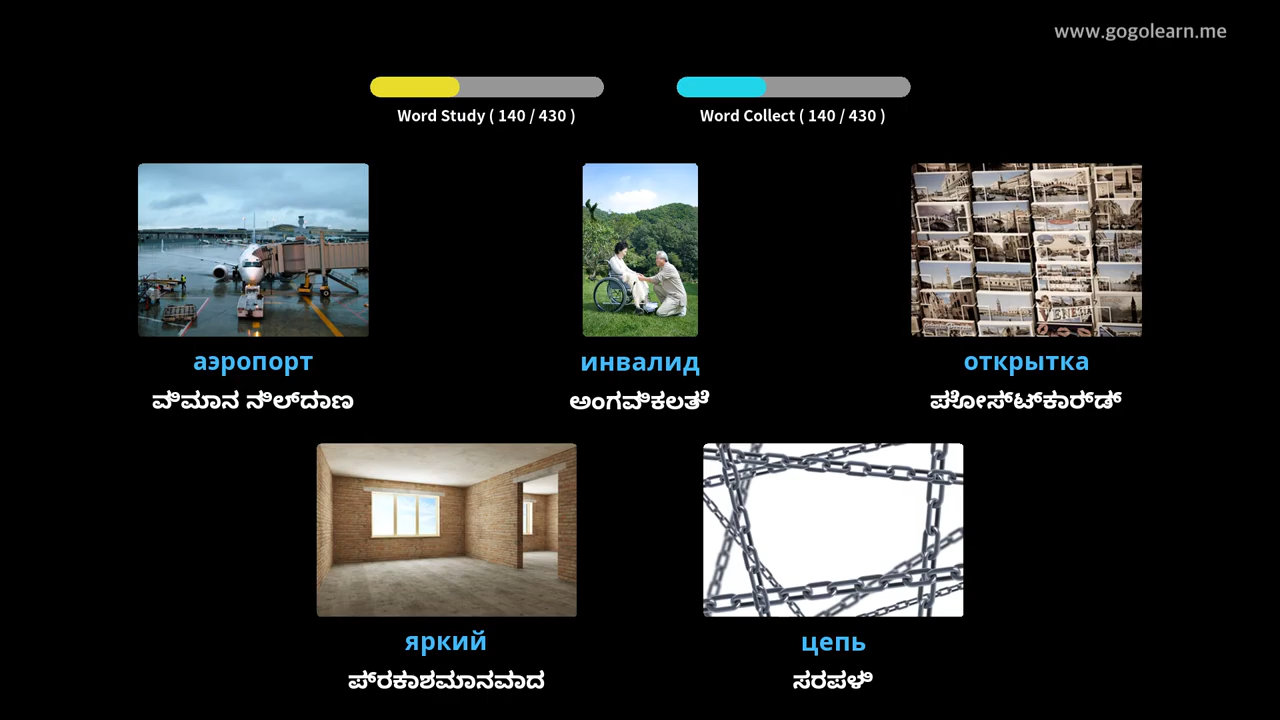 www.gogolearn.me
Word Study ( 140 / 430 )
Word Collect ( 140 / 430 )
VENEZIA
аэропорт
инвалид
открытка
ವಿಮಾನ ನಿಲ್ದಾಣ
ಅಂಗವಿಕಲತೆ
ಪೋಸ್ಟ್‌ಕಾರ್ಡ್
яркий
цепь
ಪ್ರಕಾಶಮಾನವಾದ
ಸರಪಳಿ